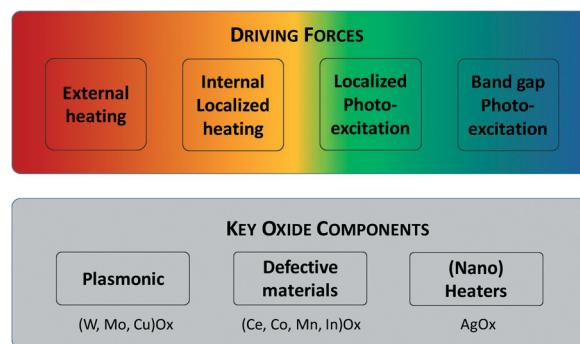 DRIVING FORCES
External
heating
Internal
Localized
heating
Localized
Photo-
excitation
Band gap
Photo-
excitation
KEY OXIDE COMPONENTS
Plasmonic
Defective
materials
(Nano)
Heaters
(W, Mo, Cu)Ox
(Ce, Co, Mn, In)Ox
AgOx